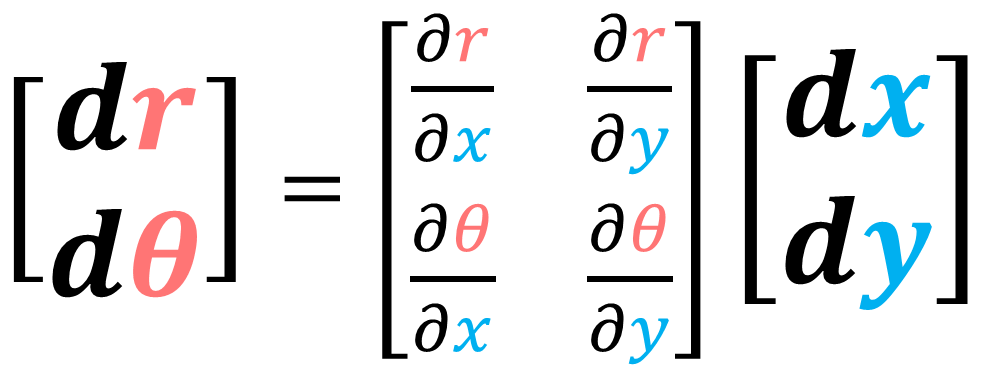 [dr dθ] = [∂r/∂x ∂r/∂y ∂θ/∂x ∂θ/∂y] [dx dy]